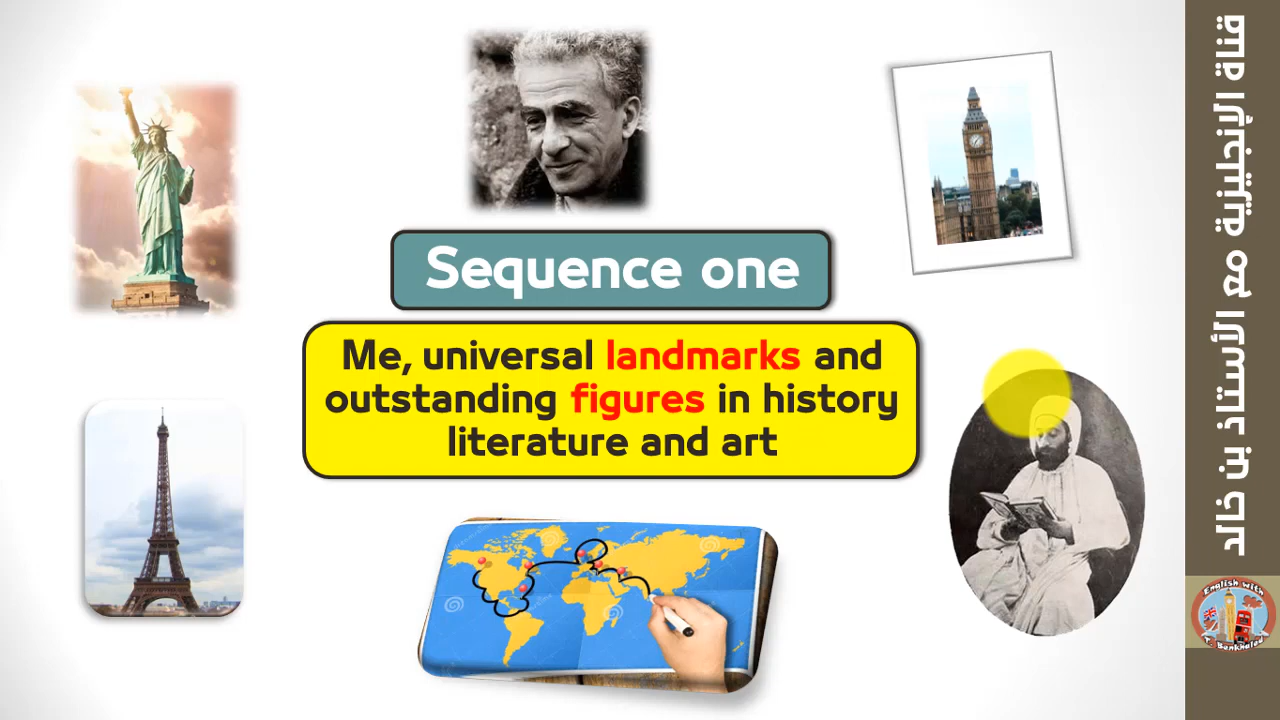 Sequence one
Me, universal landmarks and
outstanding figures in history
literature and art
قناة الإنجليزية مع الأستاذ بن خالد
English with
T. Benkhaled